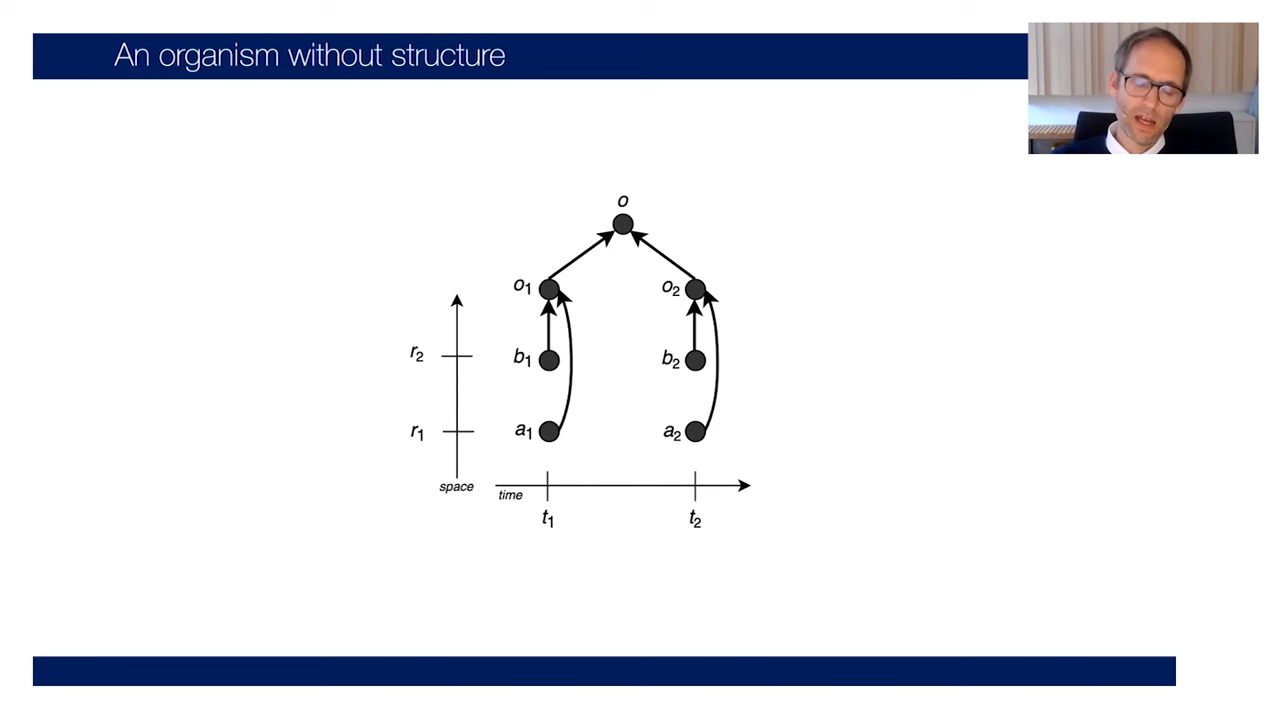 An organism without structure
o
o1 o2
r2 b1 b2
r1 a1 a2
space time
t1 t2